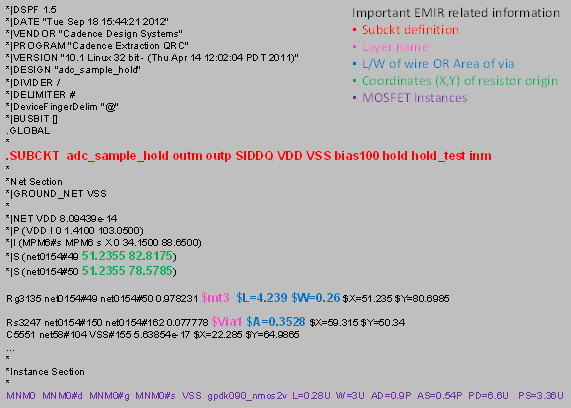 *|DSPF 1.5
*|DATE "Tue Sep 18 15:44:21 2012"
*|VENDOR "Cadence Design Systems"
*|PROGRAM "Cadence Extraction QRC"
*|VERSION "10.1 Linux 32 bit- (Thu Apr 14 12:02:04 PDT 2011)"
*|DESIGN "adc_sample_hold"
*|DIVIDER /
*|DELIMITER #
*|DeviceFingerDelim "@"
*|BUSBIT []
.GLOBAL
*
Important EMIR related information
• Subckt definition
• Layer name
• L/W of wire OR Area of via
• Coordinates (X,Y) of resistor origin
• MOSFET Instances
.SUBCKT adc_sample_hold outm outp SIDDQ VDD VSS bias100 hold hold_test inm
*
*Net Section
*|GROUND_NET VSS
*
*|NET VDD 8.09439e-14
*|P (VDD I 0 1.4100 103.0500)
*|I (MPM6#s MPM6 s X 0 34.1500 88.6500)
*|S (net0154#49 51.2355 82.8175)
*|S (net0154#50 51.2355 78.5785)
Rg3135 net0154#49 net0154#50 0.978231 $mt3 $L=4.239 $W=0.26 $X=51.235 $Y=80.6985
Rs3247 net0154#150 net0154#162 0.077778 $Via1 $A=0.3528 $X=59.315 $Y=50.34
C5551 net58#104 VSS#155 5.63854e-17 $X=22.285 $Y=64.9865
...
*
*Instance Section
*
MNM0 MNM0#d MNM0#g MNM0#s VSS gpdk090_nmos2v L=0.28U W=3U AD=0.9P AS=0.54P PD=6.6U PS=3.36U